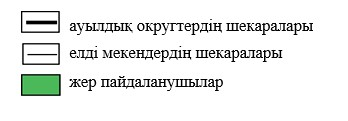 ауылдық округтердің шекаралары
елді мекендердің шекаралары
жер пайдаланушылар